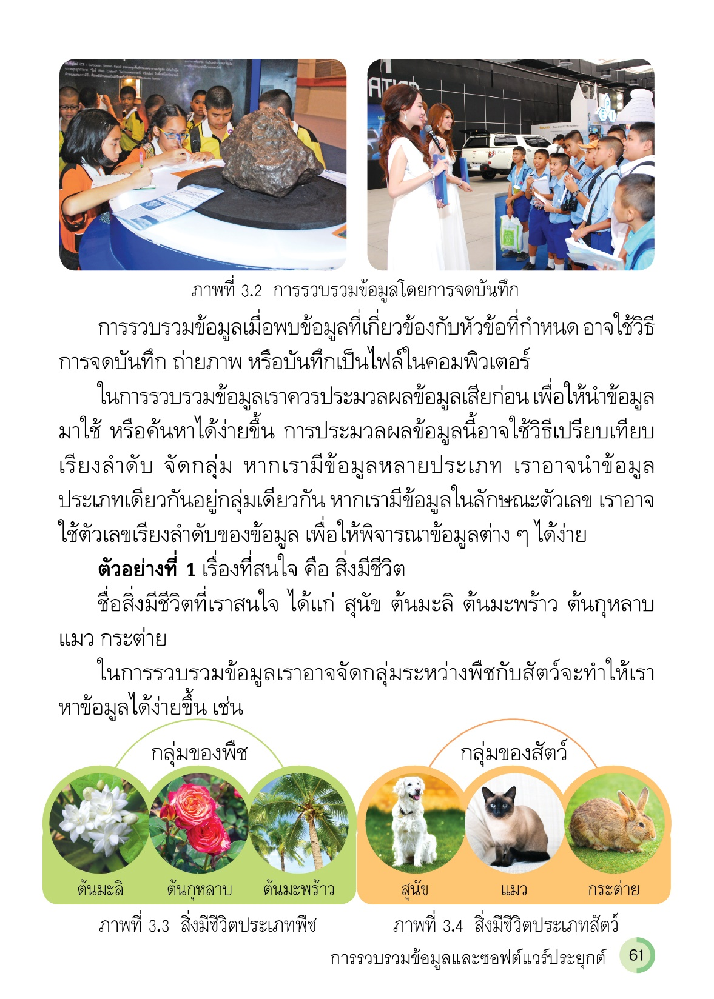 ภาพที่ 3.2 การรวบรวมข้อมูลโดยการจดบันทึก
การรวบรวมข้อมูลเมื่อพบข้อมูลที่เกี่ยวข้องกับหัวข้อที่กำหนด อาจใช้วิธี
การจดบันทึก ถ่ายภาพ หรือบันทึกเป็นไฟล์ในคอมพิวเตอร์
ในการรวบรวมข้อมูลเราควรประมวลผลข้อมูลเสียก่อน เพื่อให้นำข้อมูล
มาใช้ หรือค้นหาได้ง่ายขึ้น การประมวลผลข้อมูลนี้อาจใช้วิธีเปรียบเทียบ
เรียงลำดับ จัดกลุ่ม หากเรามีข้อมูลหลายประเภท เราอาจนำข้อมูล
ประเภทเดียวกันอยู่กลุ่มเดียวกัน หากเรามีข้อมูลในลักษณะตัวเลข เราอาจ
ใช้ตัวเลขเรียงลำดับของข้อมูล เพื่อให้พิจารณาข้อมูลต่าง ๆ ได้ง่าย
ตัวอย่างที่ 1 เรื่องที่สนใจ คือ สิ่งมีชีวิต
ชื่อสิ่งมีชีวิตที่เราสนใจ ได้แก่ สุนัข ต้นมะลิ ต้นมะพร้าว ต้นกุหลาบ
แมว กระต่าย
ในการรวบรวมข้อมูลเราอาจจัดกลุ่มระหว่างพืชกับสัตว์จะทำให้เรา
หาข้อมูลได้ง่ายขึ้น เช่น
กลุ่มของพืช
ต้นมะลิ ต้นกุหลาบ ต้นมะพร้าว
ภาพที่ 3.3 สิ่งมีชีวิตประเภทพืช
กลุ่มของสัตว์
สุนัข แมว กระต่าย
ภาพที่ 3.4 สิ่งมีชีวิตประเภทสัตว์
การรวบรวมข้อมูลและซอฟต์แวร์ประยุกต์ 61